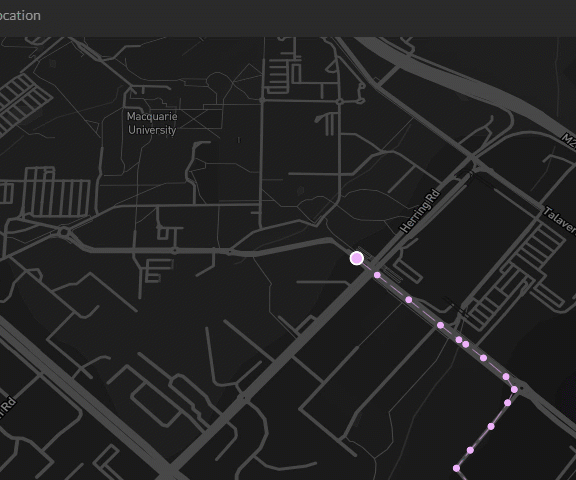 ocation
Macquarie
University
Herring Rd
M2
Talaver
Rd